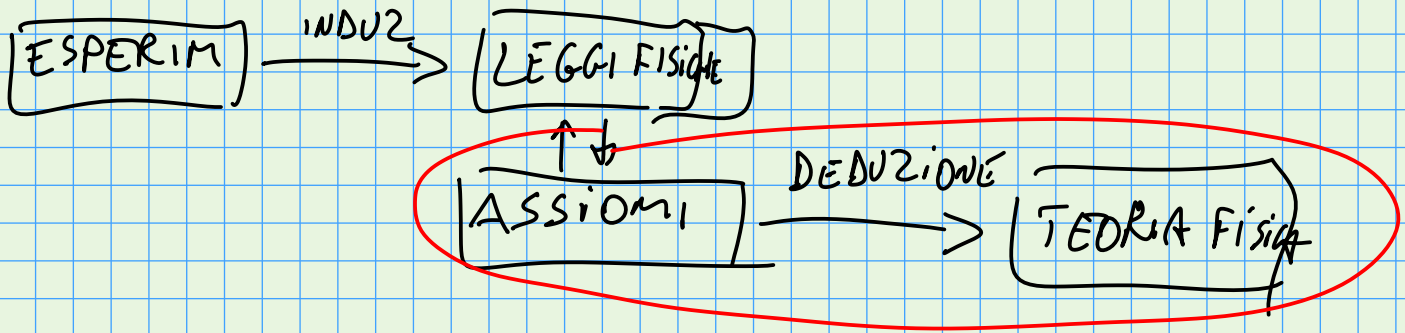 ESPERIM INDUZ LEGGI FISICHE
ASSIOMI DEDUZIONE TEORIA FISICA